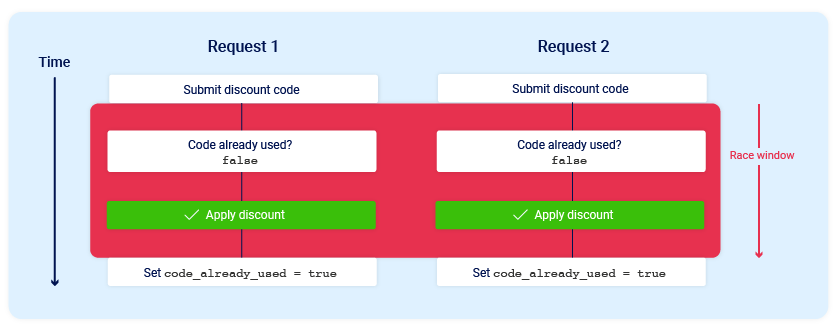 Request 1
Request 2
Time
Submit discount code
Submit discount code
Code already used?
false
Code already used?
false
Race window
Apply discount
Apply discount
Set code_already_used = true
Set code_already_used = true